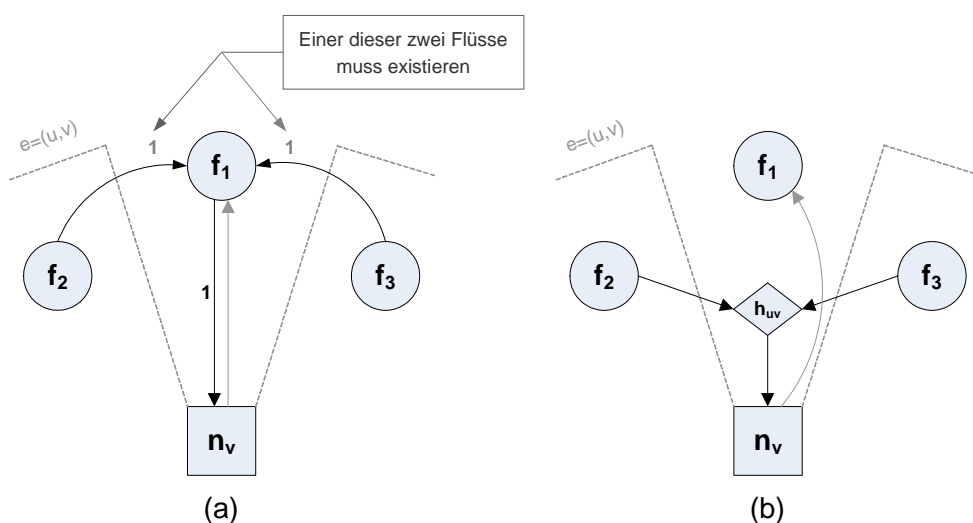 Einer dieser zwei Flüsse
muss existieren
e=(u,v)
1
1
f₁
f₂
f₃
1
nᵥ
(a)
e=(u,v)
f₁
f₂
f₃
hᵤᵥ
nᵥ
(b)